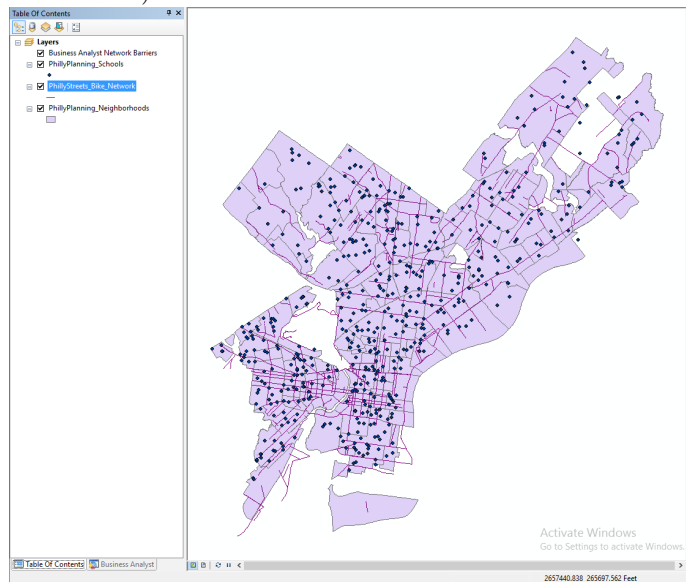 Table Of Contents
Layers
Business Analyst Network Barriers
PhillyPlanning_Schools
PhillyStreets_Bike_Network
PhillyPlanning_Neighborhoods
Activate Windows
Go to Settings to activate Windows.
Table Of Contents Business Analyst
2657440.838 265697.562 Feet